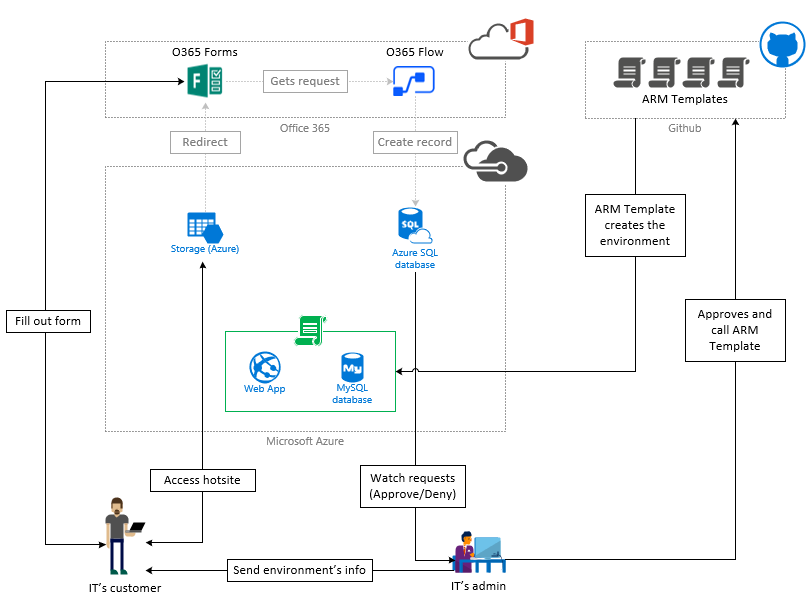 O365 Forms
O365 Flow
F
Gets request
ARM Templates
Office 365
Github
Redirect
Create record
ARM Template
creates the
environment
SQL
Storage (Azure)
Azure SQL
database
Fill out form
Approves and
call ARM
Template
My
Web App
MySQL
database
Microsoft Azure
Access hotsite
Watch requests
(Approve/Deny)
Send environment's info
IT's customer
IT's admin